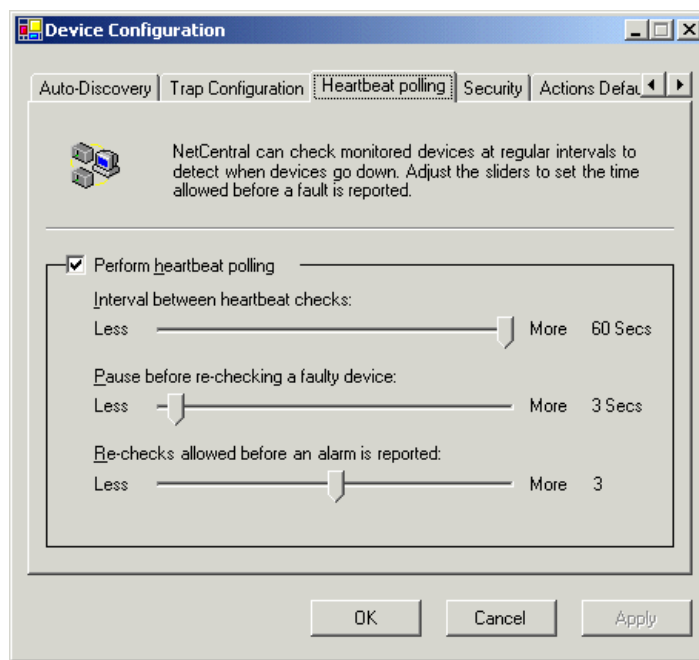 Device Configuration
Auto-Discovery Trap Configuration Heartbeat polling Security Actions Defau
NetCentral can check monitored devices at regular intervals to
detect when devices go down. Adjust the sliders to set the time
allowed before a fault is reported.
Perform heartbeat polling
Interval between heartbeat checks:
Less More 60 Secs
Pause before re-checking a faulty device:
Less More 3 Secs
Re-checks allowed before an alarm is reported:
Less More 3
OK Cancel Apply